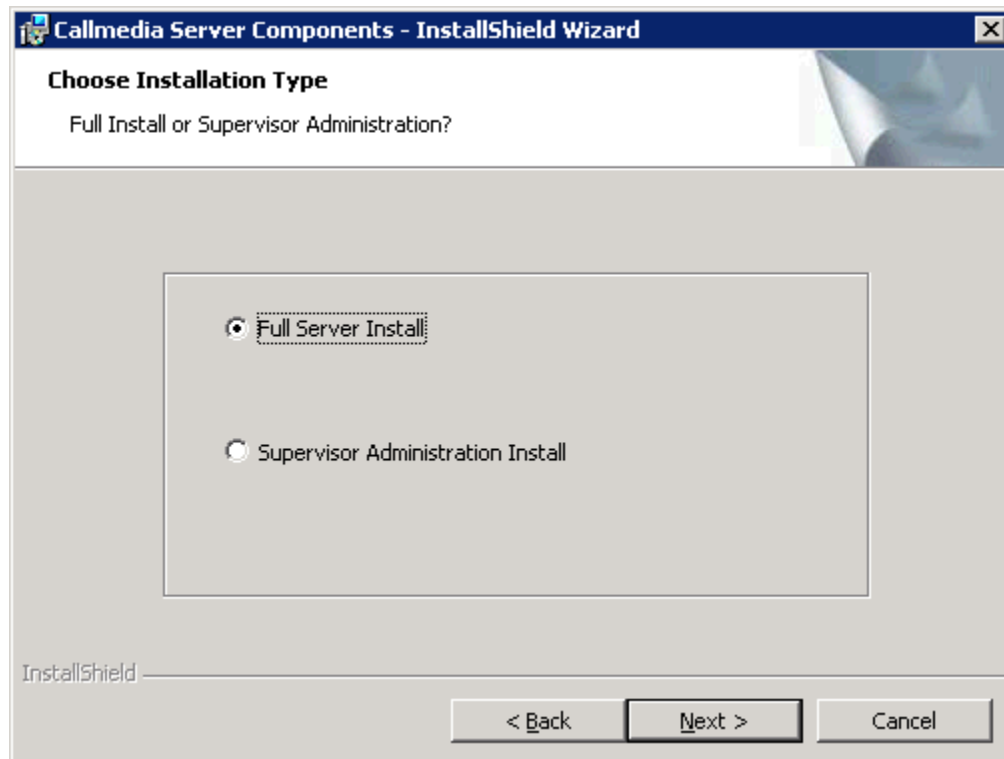 Callmedia Server Components - InstallShield Wizard
Choose Installation Type
Full Install or Supervisor Administration?
Full Server Install
Supervisor Administration Install
InstallShield
< Back
Next >
Cancel